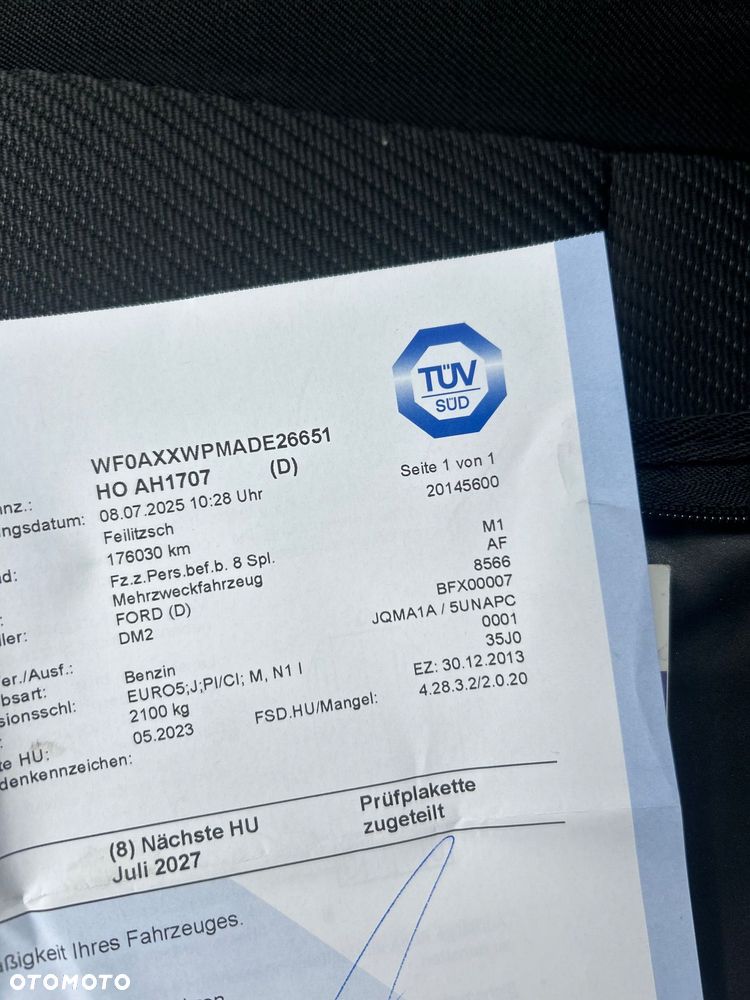 TÜV
SÜD
WF0AXXWPMADE26651
nnz.: HO AH1707 (D) Seite 1 von 1
ngsdatum: 08.07.2025 10:28 Uhr 20145600
Feilitzsch
nd: 176030 km M1
Fz.z.Pers.bef.b. 8 Spl. AF
Mehrzweckfahrzeug 8566
FORD (D) BFX00007
ller: DM2 JQMA1A / 5UNAPC
0001
er./Ausf.: Benzin 35J0
bsart: EURO5;J;PI/CI; M, N1 I EZ: 30.12.2013
sionsschl: 2100 kg FSD.HU/Mangel: 4.28.3.2/2.0.20
te HU: 05.2023
denkennzeichen:
(8) Nächste HU Prüfplakette
Juli 2027 zugeteilt
äßigkeit Ihres Fahrzeuges.
OTOMOTO